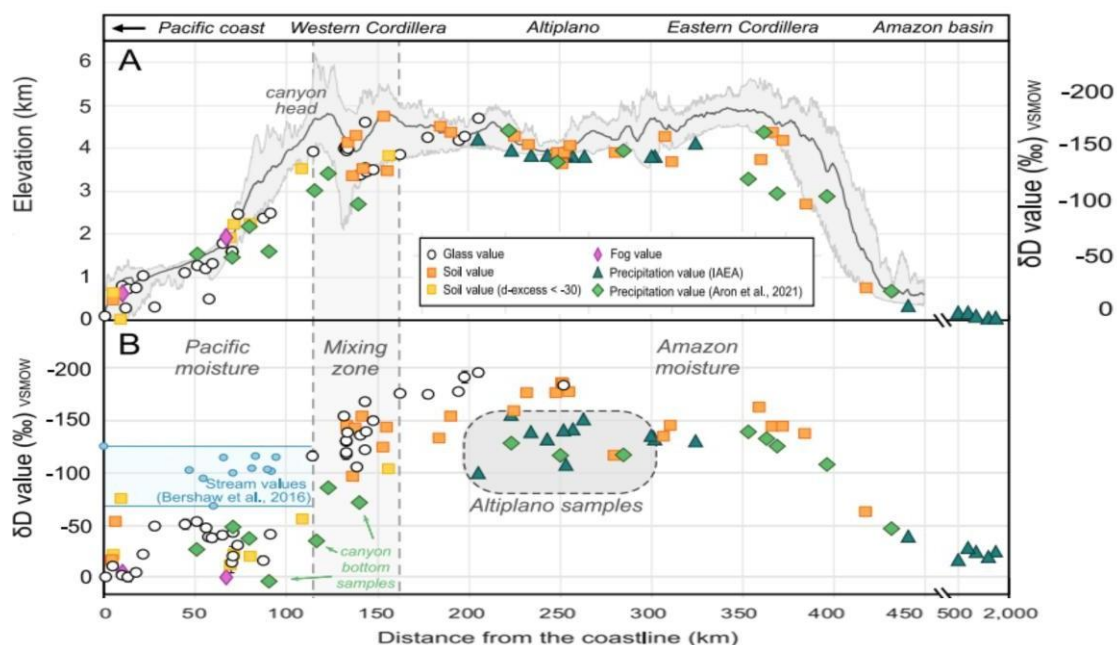 Pacific coast Western Cordillera Altiplano Eastern Cordillera Amazon basin
A
canyon
head
Elevation (km)
6
5
4
3
2
1
0
-200
-150
-100
-50
0
δD value (‰) VSMOW
Glass value
Soil value
Soil value (d-excess < -30)
Fog value
Precipitation value (IAEA)
Precipitation value (Aron et al., 2021)
B
Pacific
moisture
Mixing
zone
Amazon
moisture
δD value (‰) VSMOW
-200
-150
-100
-50
0
Stream values
(Bershaw et al., 2016)
Altiplano samples
canyon
bottom
samples
0 50 100 150 200 250 300 350 400 450 500 2,000
Distance from the coastline (km)